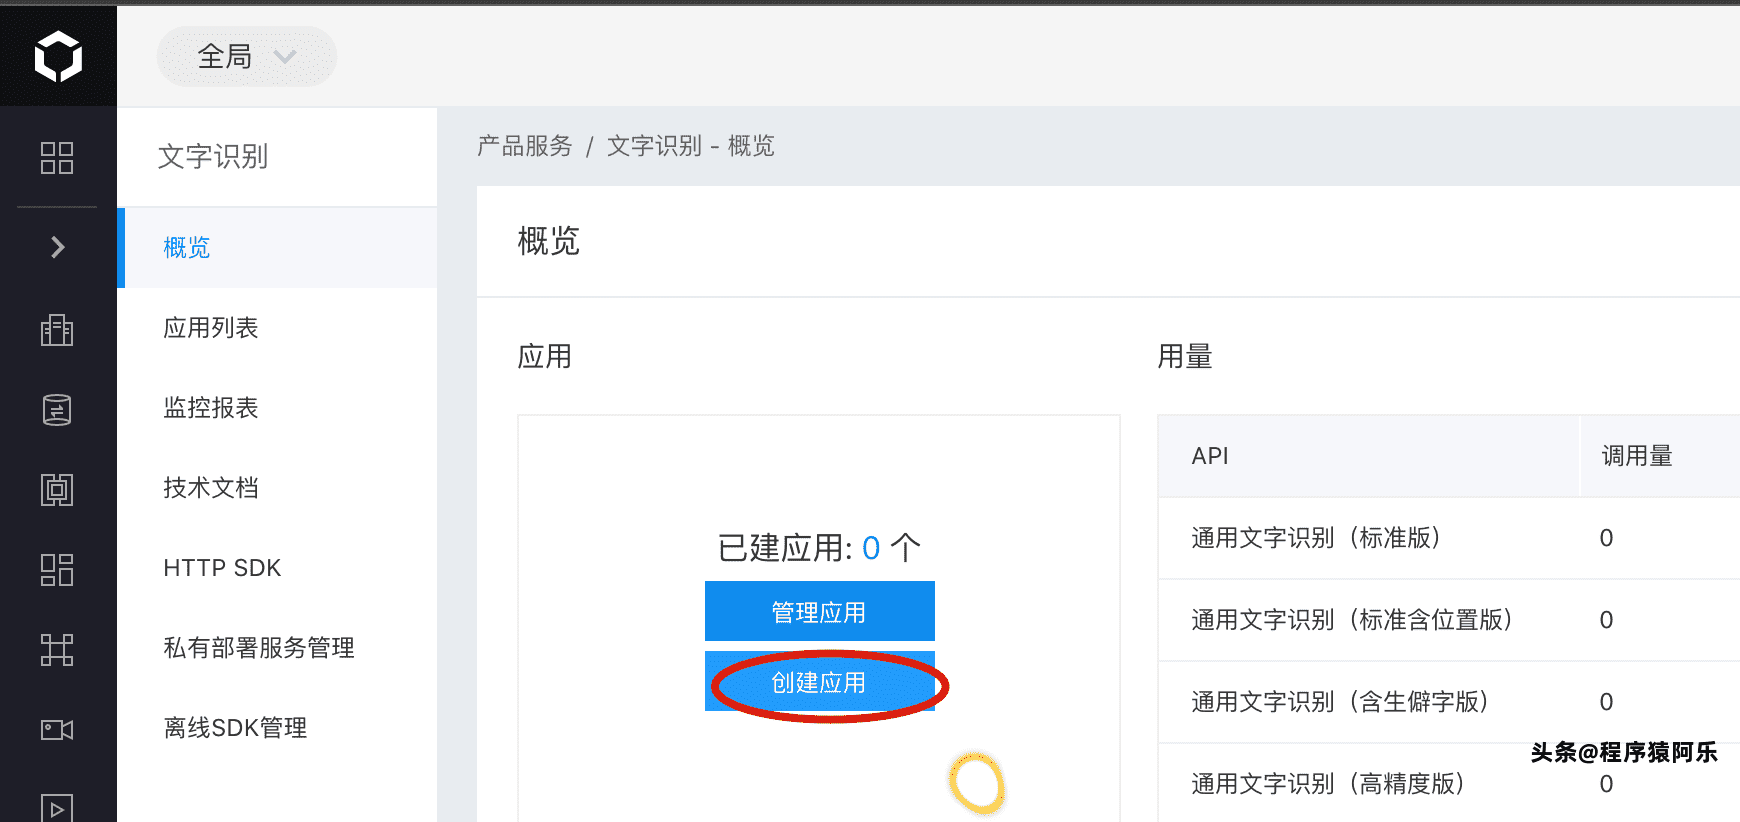 全局
文字识别
概览
应用列表
监控报表
技术文档
HTTP SDK
私有部署服务管理
离线SDK管理
产品服务 / 文字识别 - 概览
概览
应用
已建应用: 0 个
管理应用
创建应用
用量
API 调用量
通用文字识别（标准版） 0
通用文字识别（标准含位置版） 0
通用文字识别（含生僻字版） 0
通用文字识别（高精度版） 0
头条@程序猿阿乐